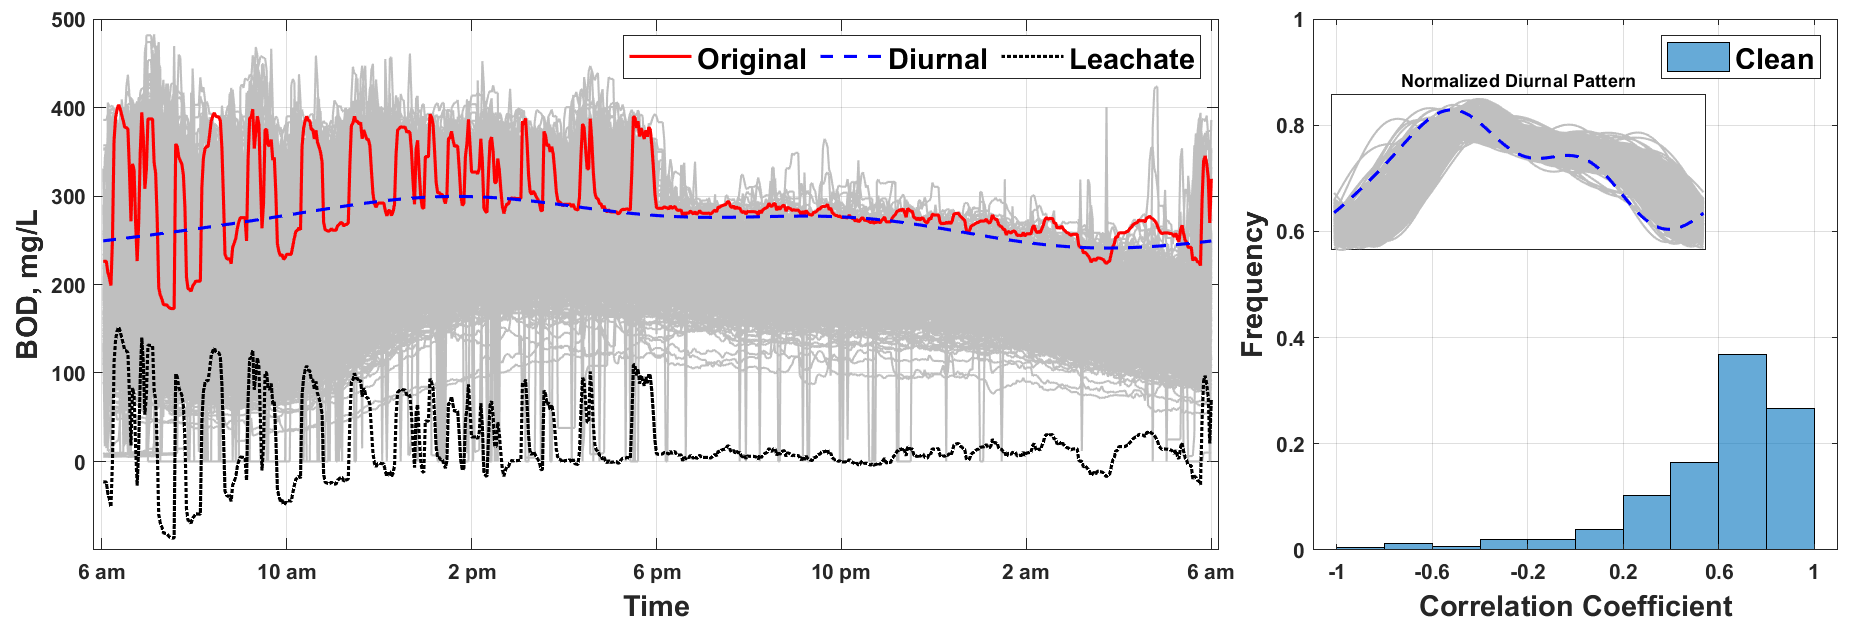 500
400
300
200
100
0
BOD, mg/L
Original Diurnal Leachate
6 am 10 am 2 pm 6 pm 10 pm 2 am 6 am
Time
1
0.8
0.6
0.4
0.2
0
Frequency
Clean
Normalized Diurnal Pattern
-1 -0.6 -0.2 0.2 0.6 1
Correlation Coefficient